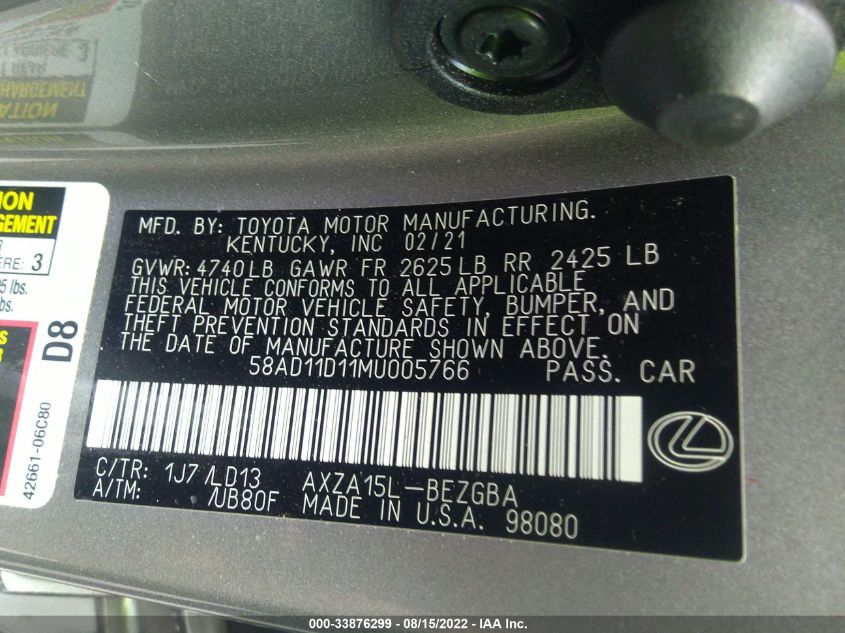 MFD. BY: TOYOTA MOTOR MANUFACTURING.
KENTUCKY, INC 02/21
GVWR: 4740 LB GAWR FR 2625 LB RR 2425 LB
THIS VEHICLE CONFORMS TO ALL APPLICABLE
FEDERAL MOTOR VEHICLE SAFETY, BUMPER, AND
THEFT PREVENTION STANDARDS IN EFFECT ON
THE DATE OF MANUFACTURE SHOWN ABOVE.
58AD11D11MU005766 PASS. CAR
C/TR: 1J7 /LD13 AXZA15L-BEZGBA
A/TM: /UB80F MADE IN U.S.A. 98080
3
lbs.
lbs.
D8
42661-06C80
000-33876299 - 08/15/2022 - IAA Inc.